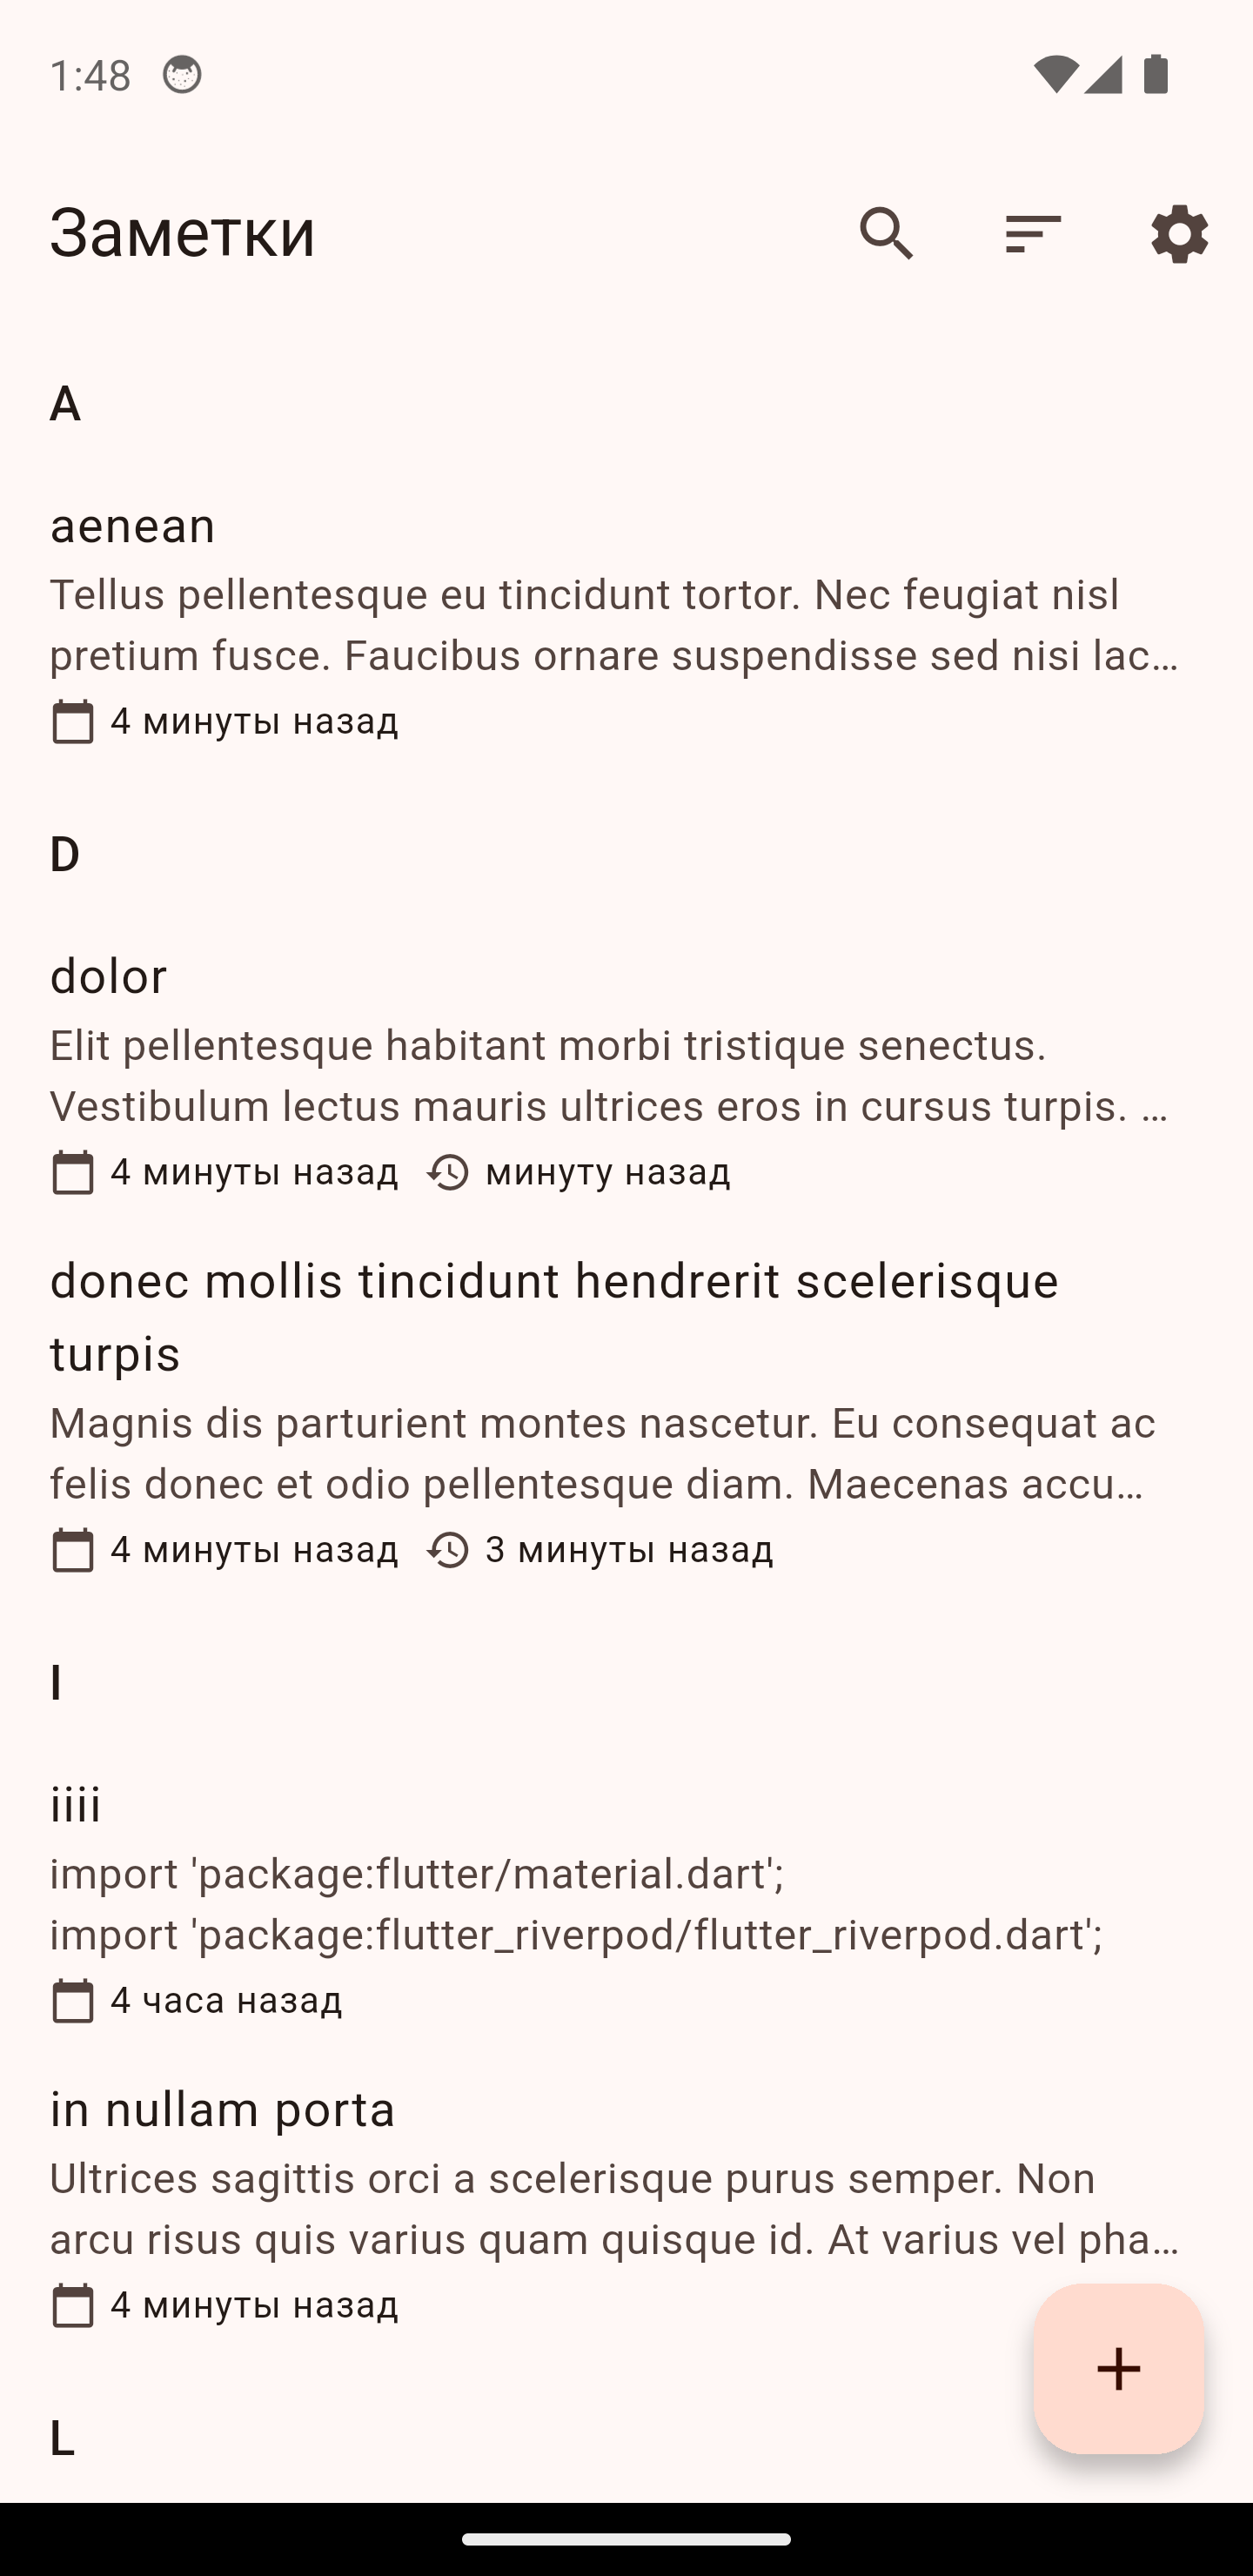 1:48
Заметки
A
aenean
Tellus pellentesque eu tincidunt tortor. Nec feugiat nisl
pretium fusce. Faucibus ornare suspendisse sed nisi lac…
4 минуты назад
D
dolor
Elit pellentesque habitant morbi tristique senectus.
Vestibulum lectus mauris ultrices eros in cursus turpis. …
4 минуты назад минуту назад
donec mollis tincidunt hendrerit scelerisque
turpis
Magnis dis parturient montes nascetur. Eu consequat ac
felis donec et odio pellentesque diam. Maecenas accu…
4 минуты назад 3 минуты назад
I
iiii
import 'package:flutter/material.dart';
import 'package:flutter_riverpod/flutter_riverpod.dart';
4 часа назад
in nullam porta
Ultrices sagittis orci a scelerisque purus semper. Non
arcu risus quis varius quam quisque id. At varius vel pha…
4 минуты назад
L